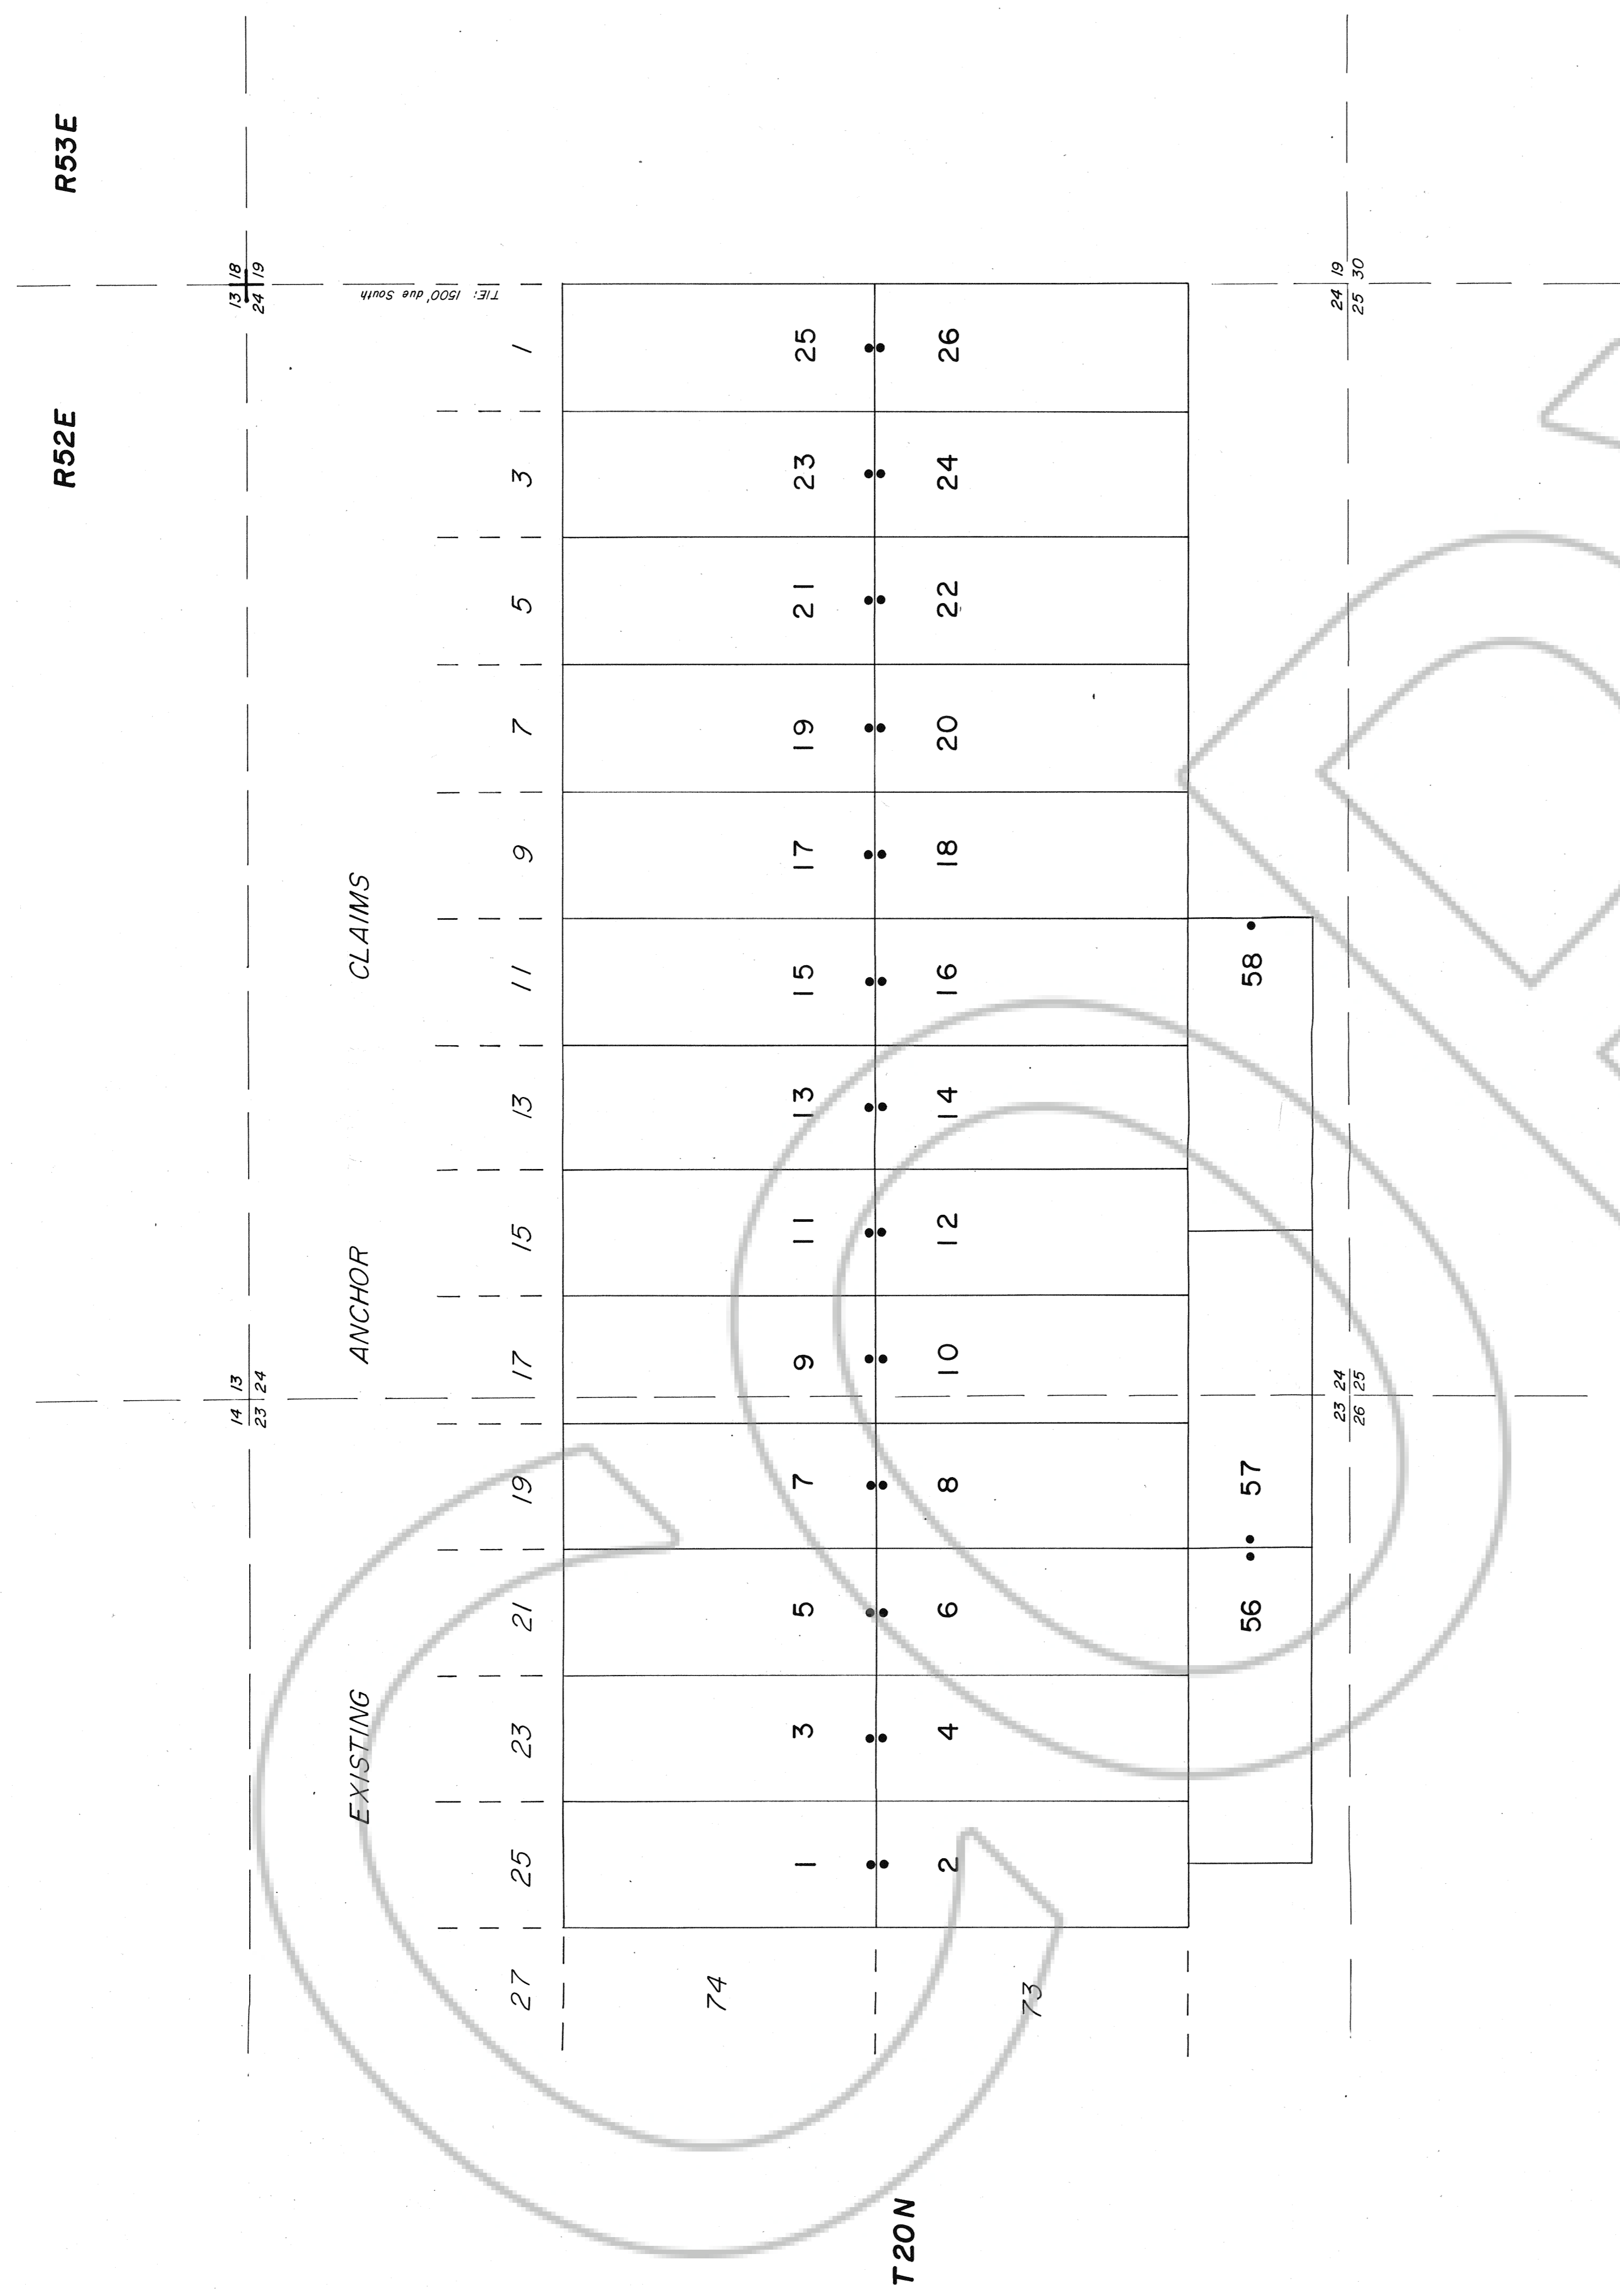 R52E R53E
14 13
23 24
13 18
24 19
TIE: 1500' due South
EXISTING ANCHOR CLAIMS
27 25 23 21 19 17 15 13 11 9 7 5 3 1
74 1 3 5 7 9 11 13 15 17 19 21 23 25
73 2 4 6 8 10 12 14 16 18 20 22 24 26
56 57 58
23 24
26 25
24 19
25 30
T20N